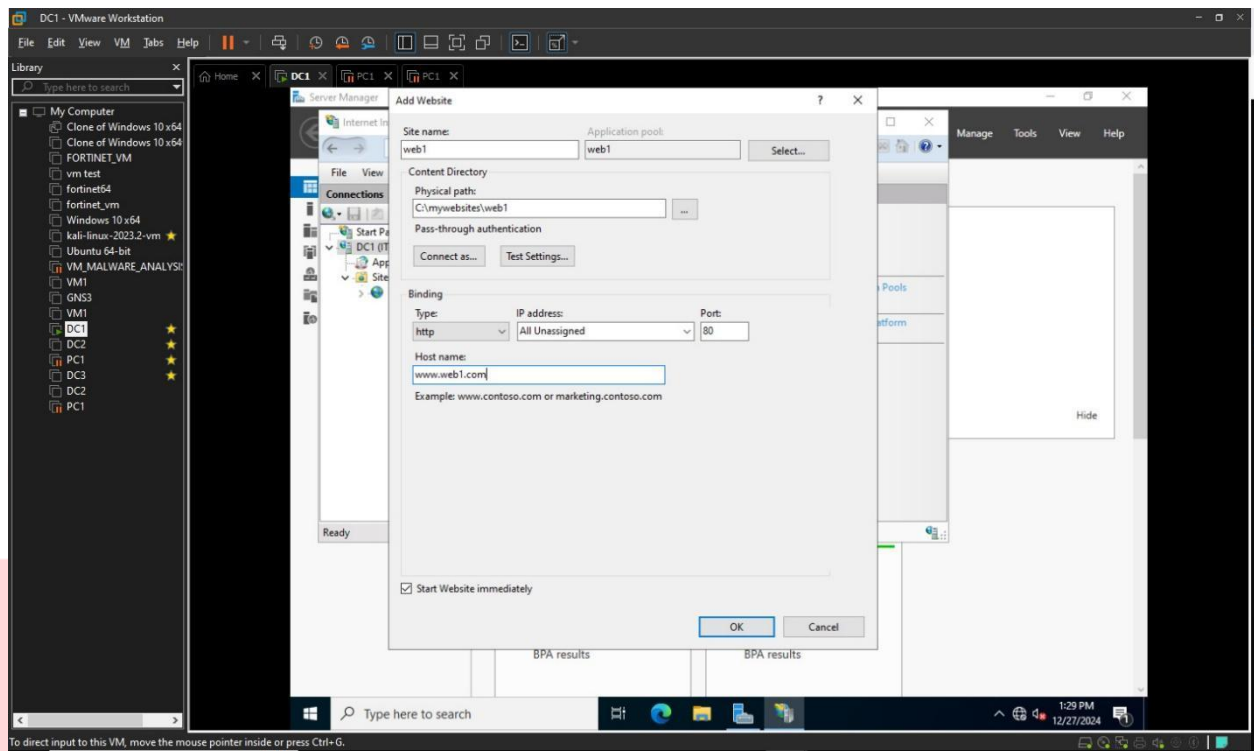 DC1 - VMware Workstation
File Edit View VM Tabs Help
Library
Type here to search
Home DC1 PC1 PC1
My Computer
Clone of Windows 10 x64
Clone of Windows 10 x64
FORTINET_VM
vm test
fortinet64
fortinet_vm
Windows 10 x64
kali-linux-2023.2-vm
Ubuntu 64-bit
VM_MALWARE_ANALYSI
VM1
GNS3
VM1
DC1
DC2
PC1
DC3
DC2
PC1
Server Manager
Manage Tools View Help
Internet In
File View
Connections
Start Pa
DC1 (IT
App
Site
Pools
atform
Hide
Ready
Add Website
Site name: Application pool:
web1 web1 Select...
Content Directory
Physical path:
C:\mywebsites\web1 ...
Pass-through authentication
Connect as... Test Settings...
Binding
Type: IP address: Port:
http All Unassigned 80
Host name:
www.web1.com
Example: www.contoso.com or marketing.contoso.com
Start Website immediately
OK Cancel
BPA results BPA results
Type here to search
1:29 PM
12/27/2024
To direct input to this VM, move the mouse pointer inside or press Ctrl+G.